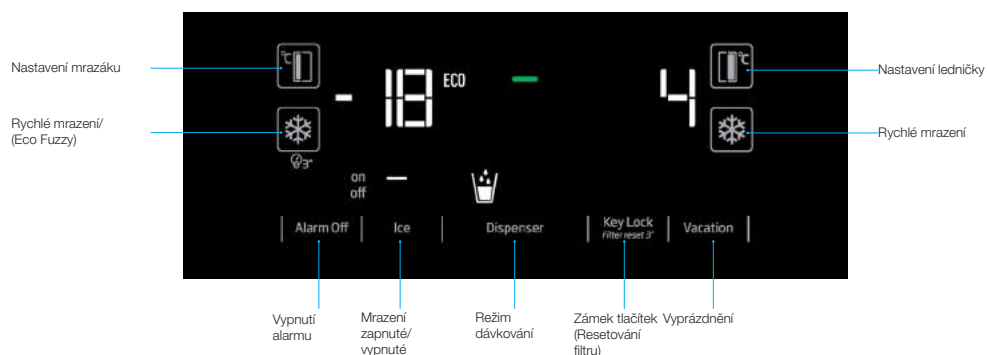 Nastavení mrazáku
Rychlé mrazení/
(Eco Fuzzy)
°C
- 18
ECO
4
°C
3"
on
off
Alarm Off
Ice
Dispenser
Key Lock
Filter reset 3"
Vacation
Nastavení ledničky
Rychlé mrazení
Vypnutí
alarmu
Mrazení
zapnuté/
vypnuté
Režim
dávkování
Zámek tlačítek
(Resetování
filtru)
Vyprázdnění